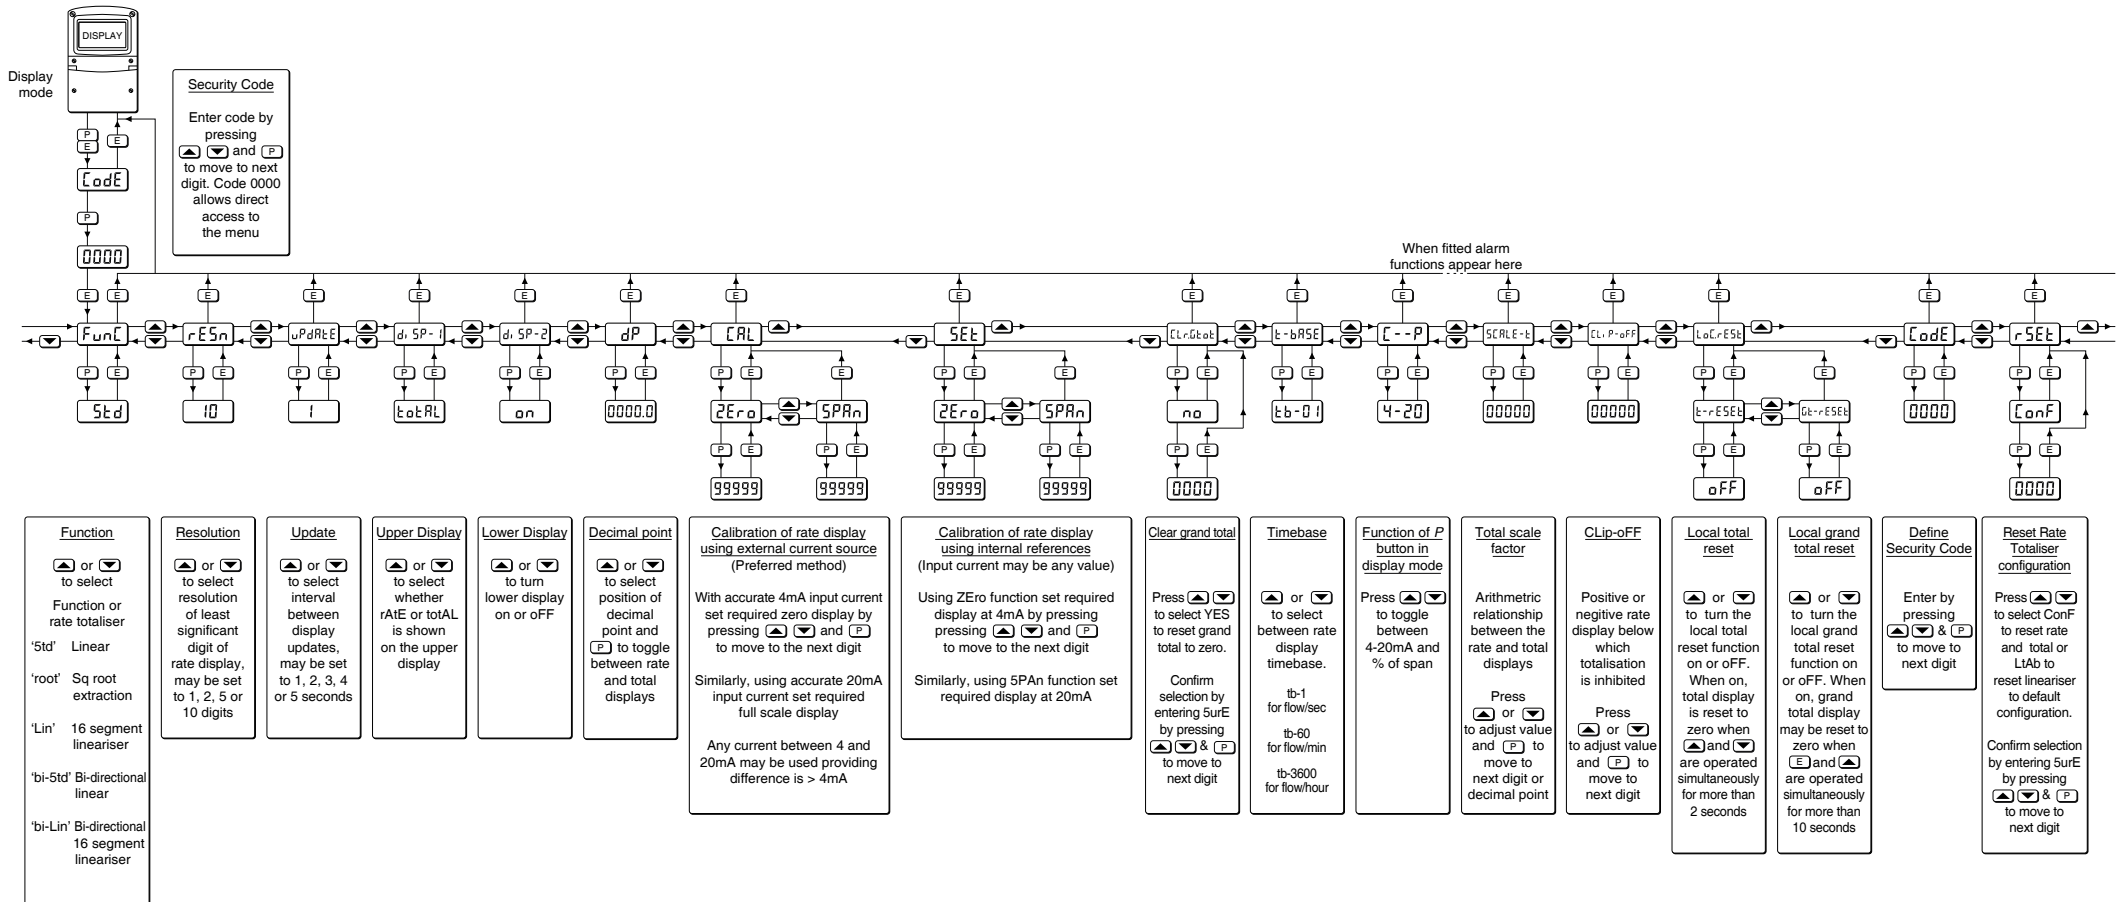 DISPLAY
Display
mode
P
E
E
CodE
P
0000
Security Code
Enter code by
pressing
and P
to move to next
digit. Code 0000
allows direct
access to
the menu
When fitted alarm
functions appear here
E E E E E E E E E E E E E E E E E
FunC rESn uPdAtE diSP-1 diSP-2 dP CAL SEt CLr.Gtot t-bASE C--P SCALE-t CLiP-oFF LoC.rESt CodE rSEt
P E P E P E P E P E P E P E E P E E P E P E P E P E P E P E E P E P E
5td 10 1 totAL on 0000.0 ZEro SPAn ZEro SPAn no tb-01 4-20 00000 00000 t-rESEt Gt-rESEt 0000 ConF
P E P E P E P E P E P E P E P E
99999 99999 99999 99999 0000 oFF oFF 0000
Function
or
to select
Function or
rate totaliser
‘5td’ Linear
‘root’ Sq root
extraction
‘Lin’ 16 segment
lineariser
‘bi-5td’ Bi-directional
linear
‘bi-Lin’ Bi-directional
16 segment
lineariser
Resolution
or
to select
resolution
of least
significant
digit of
rate display,
may be set
to 1, 2, 5 or
10 digits
Update
or
to select
interval
between
display
updates,
may be set
to 1, 2, 3, 4
or 5 seconds
Upper Display
or
to select
whether
rAtE or totAL
is shown
on the upper
display
Lower Display
or
to turn
lower display
on or oFF
Decimal point
or
to select
position of
decimal
point and
P to toggle
between rate
and total
displays
Calibration of rate display
using external current source
(Preferred method)
With accurate 4mA input current
set required zero display by
pressing and P
to move to the next digit
Similarly, using accurate 20mA
input current set required
full scale display
Any current between 4 and
20mA may be used providing
difference is > 4mA
Calibration of rate display
using internal references
(Input current may be any value)
Using ZEro function set required
display at 4mA by pressing
pressing and P
to move to the next digit
Similarly, using 5PAn function set
required display at 20mA
Clear grand total
Press
to select YES
to reset grand
total to zero.
Confirm
selection by
entering 5urE
by pressing
& P
to move to
next digit
Timebase
or
to select
between rate
display
timebase.
tb-1
for flow/sec
tb-60
for flow/min
tb-3600
for flow/hour
Function of P
button in
display mode
Press
to toggle
between
4-20mA and
% of span
Total scale
factor
Arithmetric
relationship
between the
rate and total
displays
Press
or
to adjust value
and P to
move to
next digit or
decimal point
CLip-oFF
Positive or
negitive rate
display below
which
totalisation
is inhibited
Press
or
to adjust value
and P to
move to
next digit
Local total
reset
or
to turn the
local total
reset function
on or oFF.
When on,
total display
is reset to
zero when
and
are operated
simultaneously
for more than
2 seconds
Local grand
total reset
or
to turn the
local grand
total reset
function on
or oFF. When
on, grand
total display
may be reset to
zero when
E and
are operated
simultaneously
for more than
10 seconds
Define
Security Code
Enter by
pressing
& P
to move to
next digit
Reset Rate
Totaliser
configuration
Press
to select ConF
to reset rate
and total or
LtAb to
reset lineariser
to default
configuration.
Confirm selection
by entering 5urE
by pressing
& P
to move to
next digit